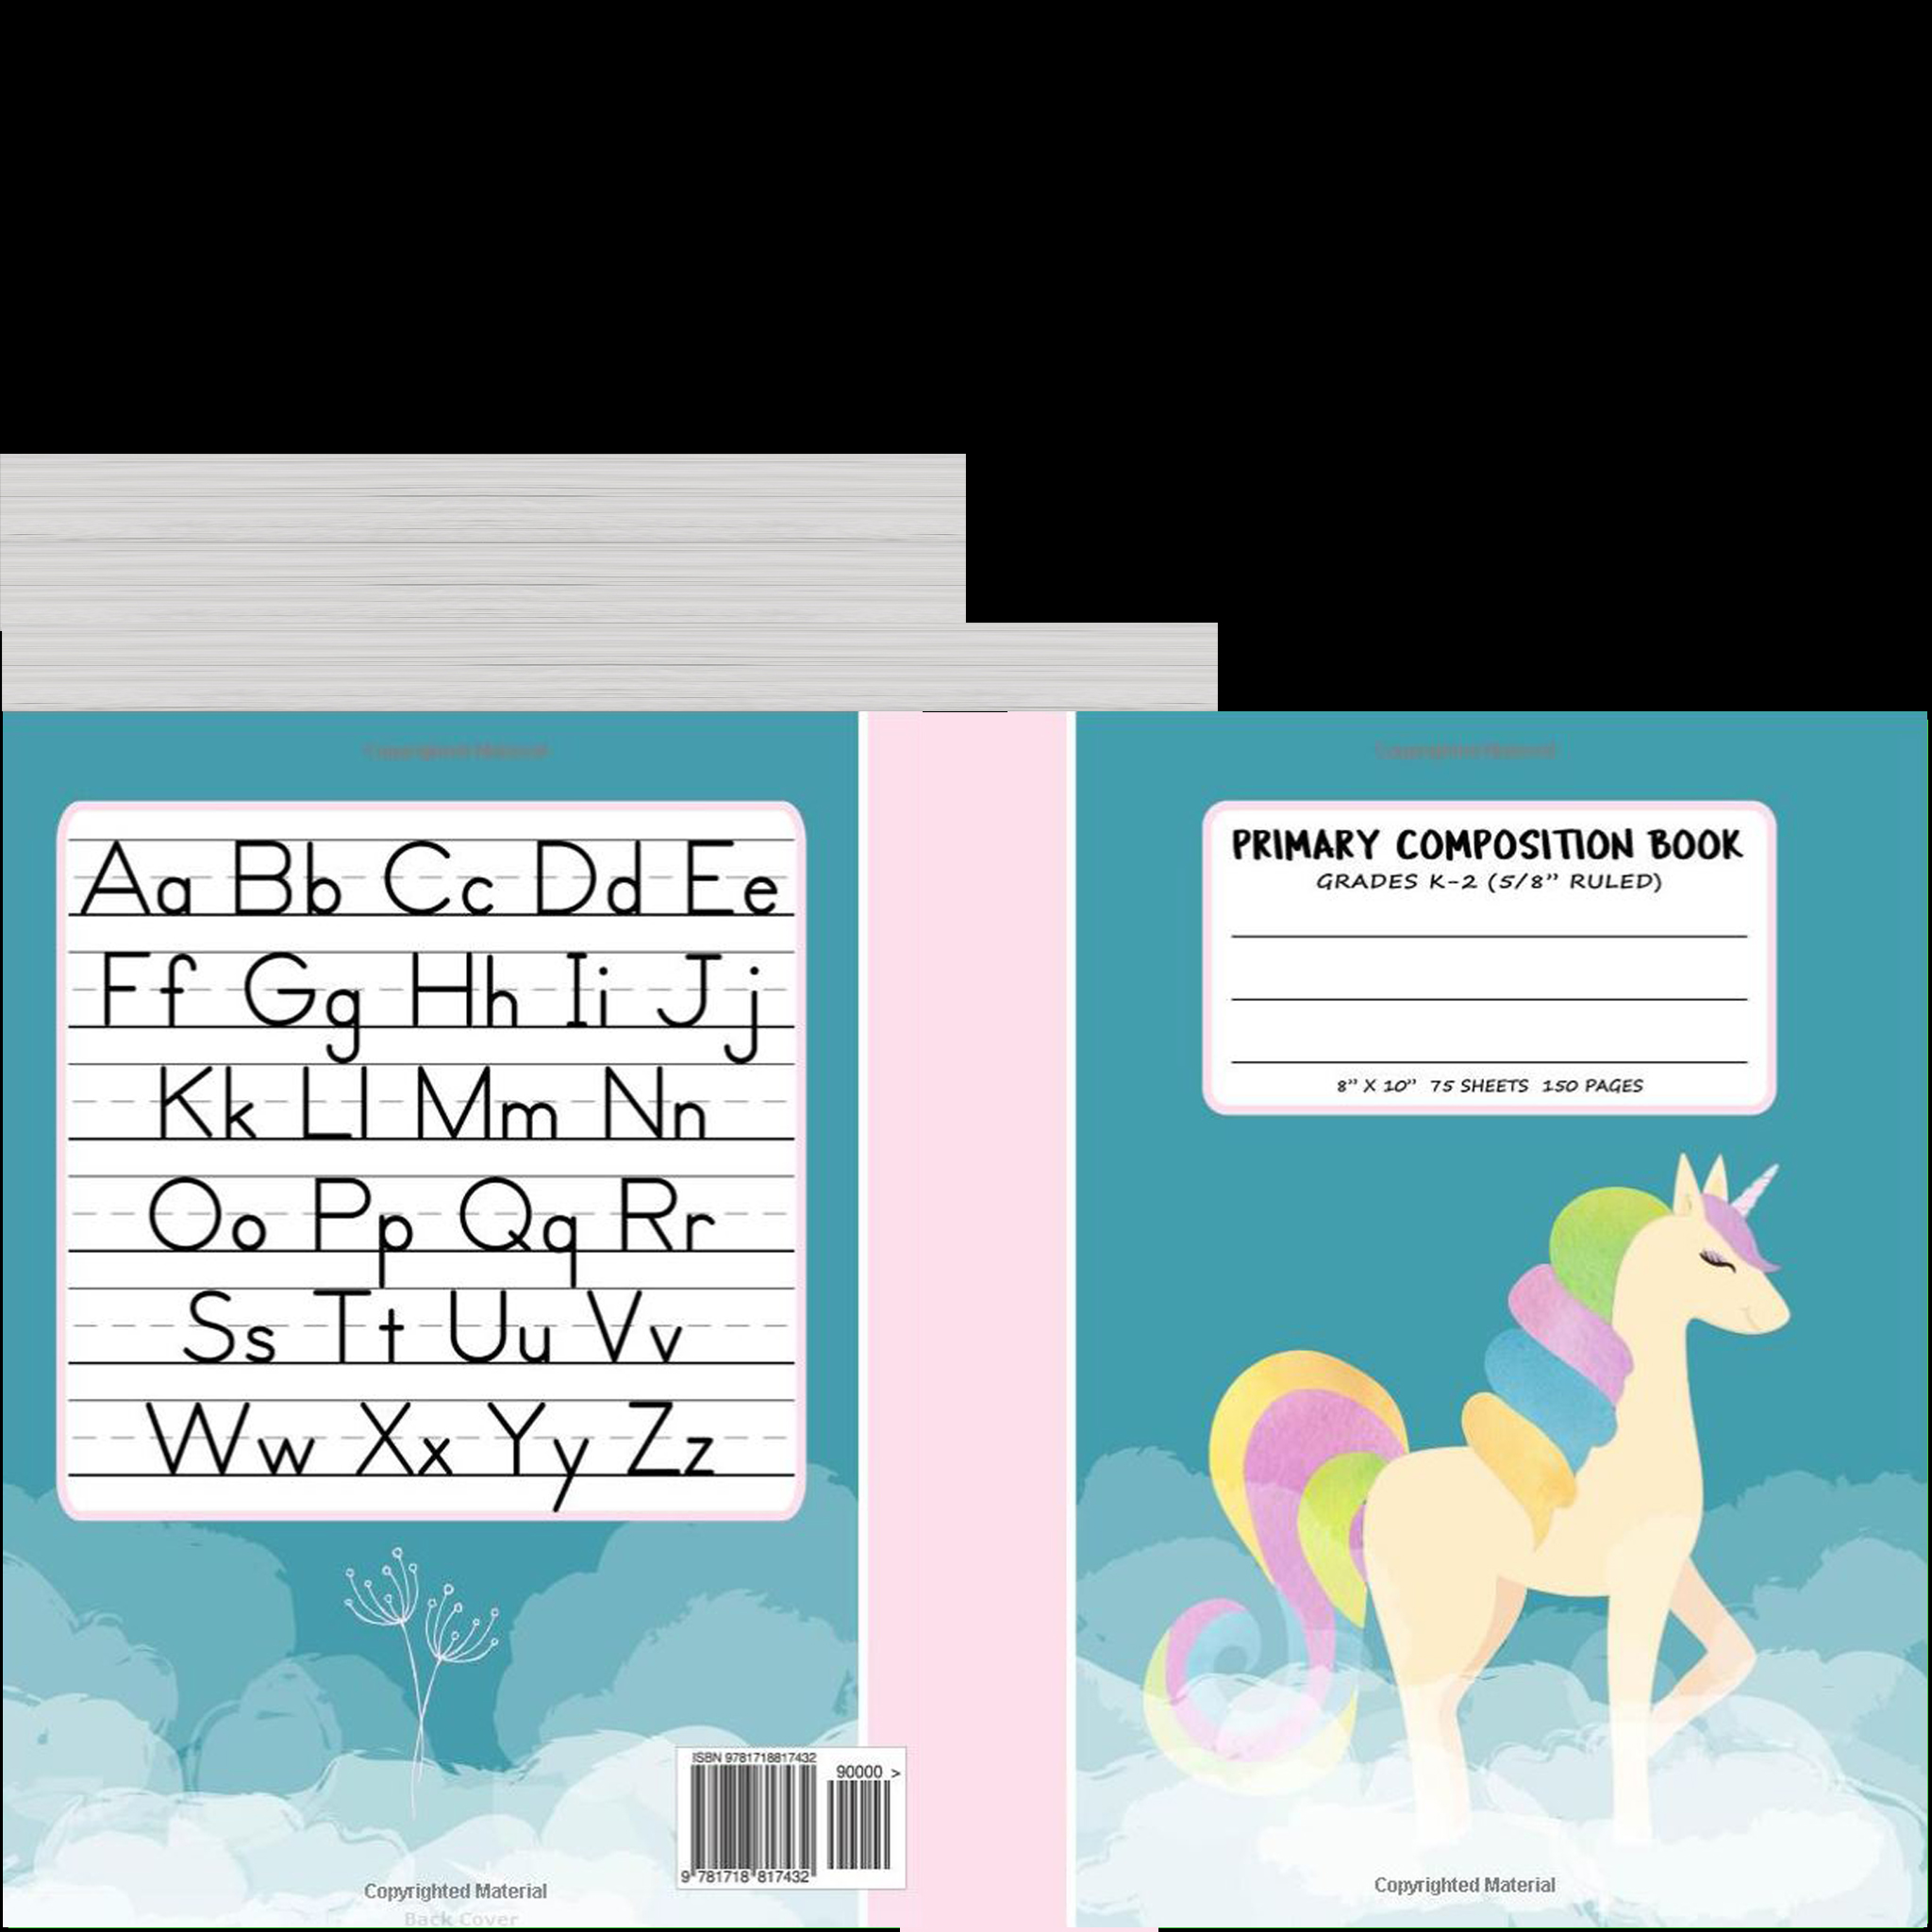 Copyrighted Material
Aa Bb Cc Dd Ee
Ff Gg Hh Ii Jj
Kk Ll Mm Nn
Oo Pp Qq Rr
Ss Tt Uu Vv
Ww Xx Yy Zz
ISBN 9781718817432
90000 >
9 781718 817432
Copyrighted Material
Back Cover
Copyrighted Material
PRIMARY COMPOSITION BOOK
GRADES K-2 (5/8” RULED)
8” X 10” 75 SHEETS 150 PAGES
Copyrighted Material